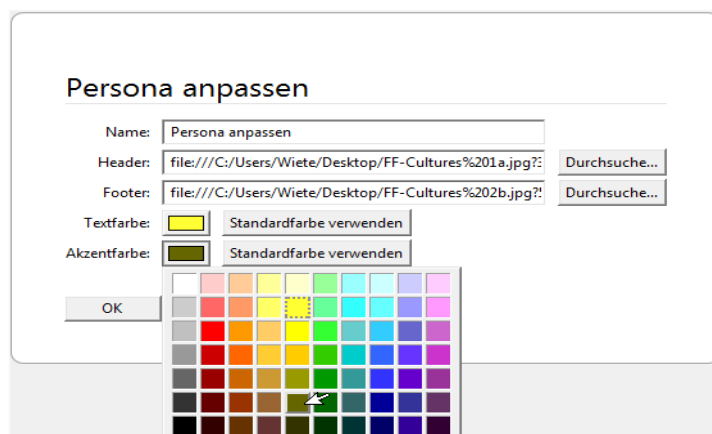 Persona anpassen
Name: Persona anpassen
Header: file:///C:/Users/Wiete/Desktop/FF-Cultures%201a.jpg? Durchsuche...
Footer: file:///C:/Users/Wiete/Desktop/FF-Cultures%202b.jpg? Durchsuche...
Textfarbe: Standardfarbe verwenden
Akzentfarbe: Standardfarbe verwenden
OK